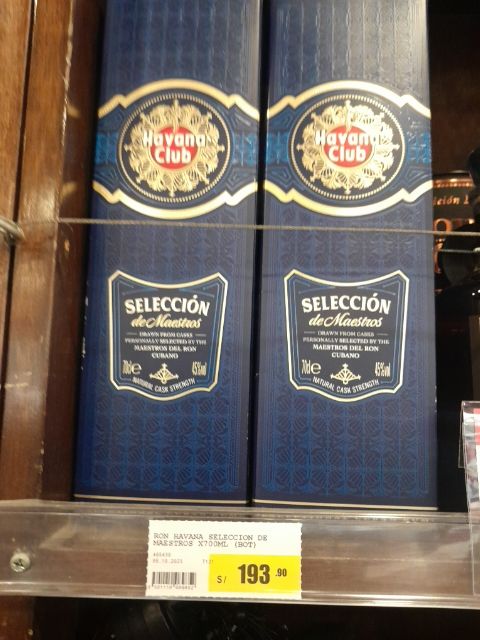 Havana
Club
SELECCIÓN
de Maestros
DRAWN FROM CASKS
PERSONALLY SELECTED BY THE
MAESTROS DEL RON
CUBANO
70cl e 45%vol
NATURAL CASK STRENGTH
Havana
Club
SELECCIÓN
de Maestros
DRAWN FROM CASKS
PERSONALLY SELECTED BY THE
MAESTROS DEL RON
CUBANO
70cl e 45%vol
NATURAL CASK STRENGTH
RON HAVANA SELECCION DE
MAESTROS X700ML (BOT)
S/ 193.90